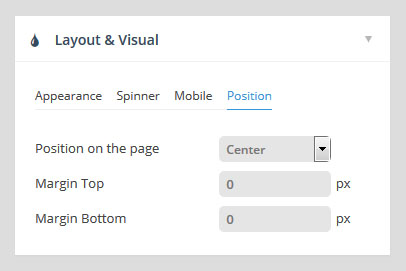 Layout & Visual
Appearance Spinner Mobile Position
Position on the page Center
Margin Top 0 px
Margin Bottom 0 px